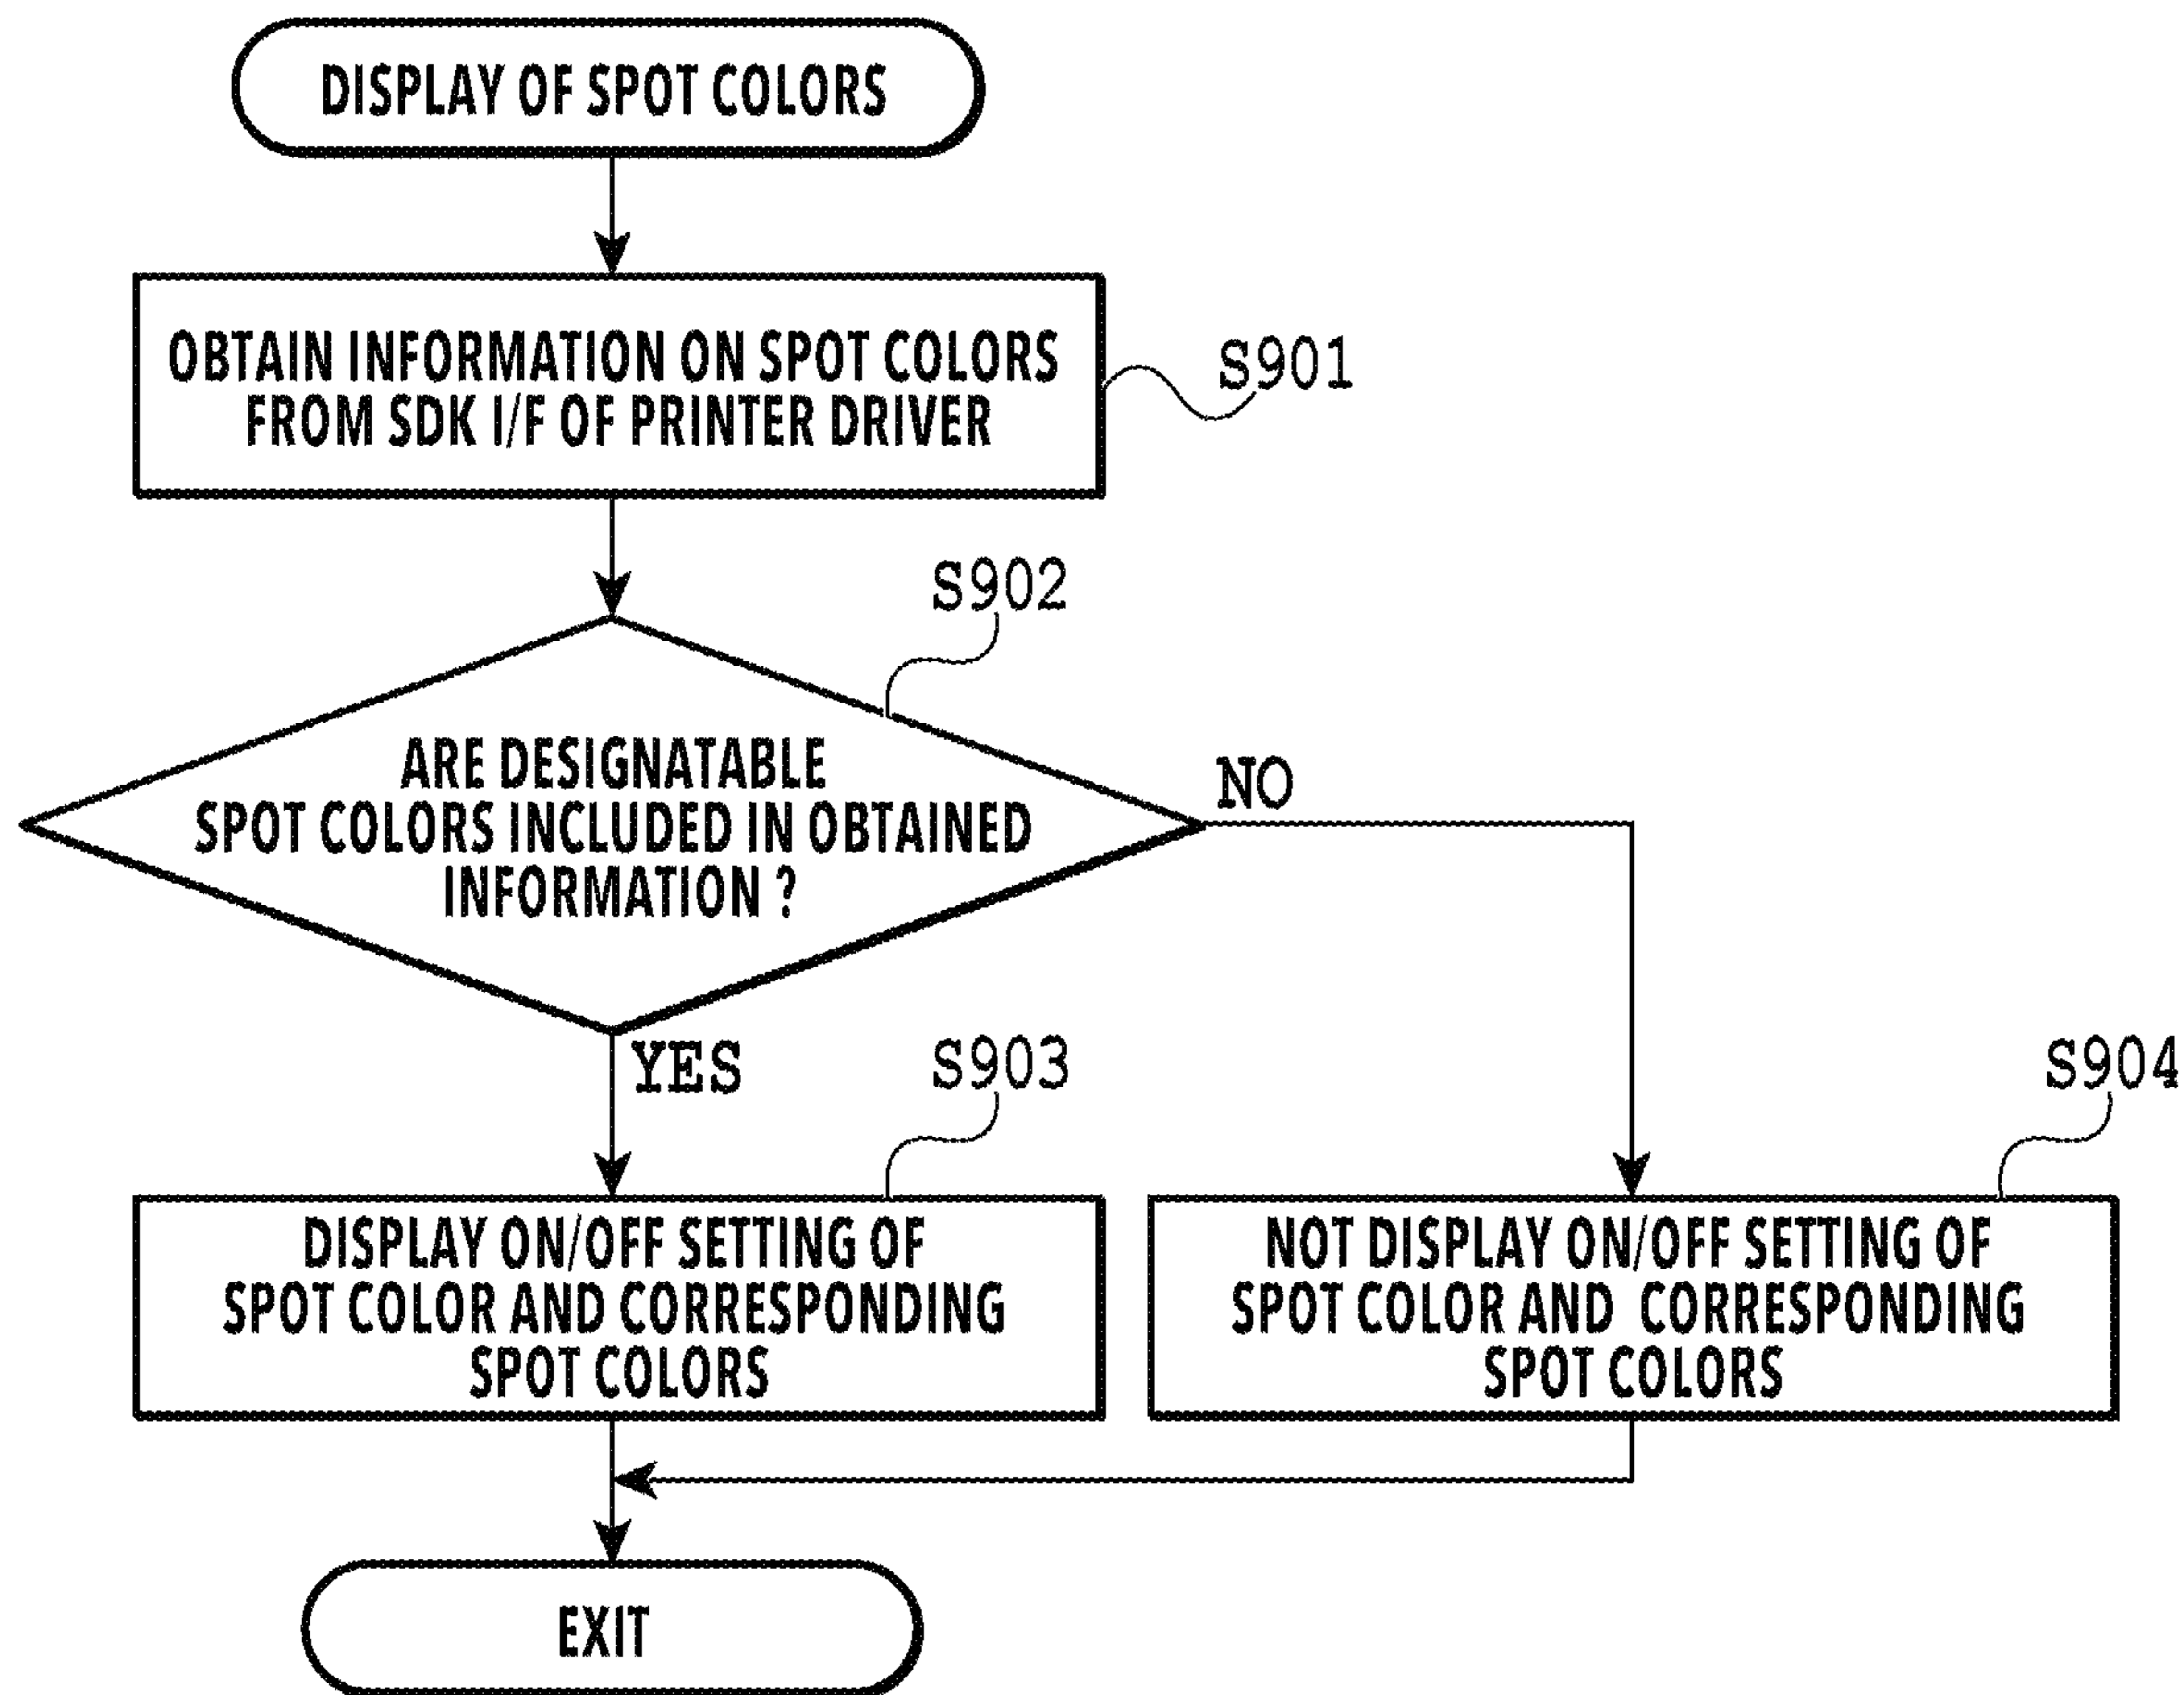 DISPLAY OF SPOT COLORS
OBTAIN INFORMATION ON SPOT COLORS
FROM SDK I/F OF PRINTER DRIVER
S901
S902
ARE DESIGNATABLE
SPOT COLORS INCLUDED IN OBTAINED
INFORMATION ?
NO
YES
S903
DISPLAY ON/OFF SETTING OF
SPOT COLOR AND CORRESPONDING
SPOT COLORS
S904
NOT DISPLAY ON/OFF SETTING OF
SPOT COLOR AND CORRESPONDING
SPOT COLORS
EXIT